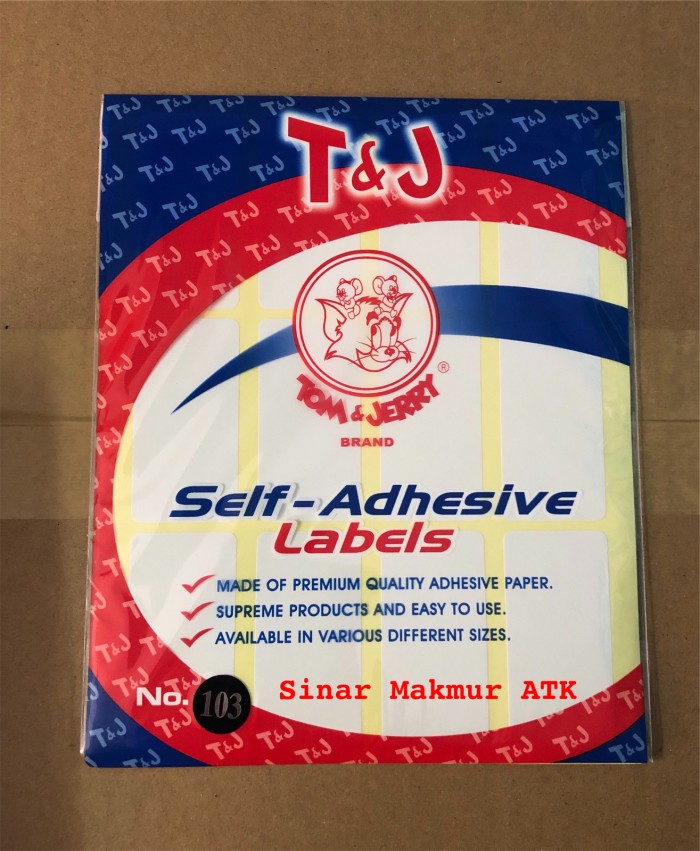 T&J
TOM & JERRY ®
BRAND
Self-Adhesive
Labels
MADE OF PREMIUM QUALITY ADHESIVE PAPER.
SUPREME PRODUCTS AND EASY TO USE.
AVAILABLE IN VARIOUS DIFFERENT SIZES.
No. 103
Sinar Makmur ATK